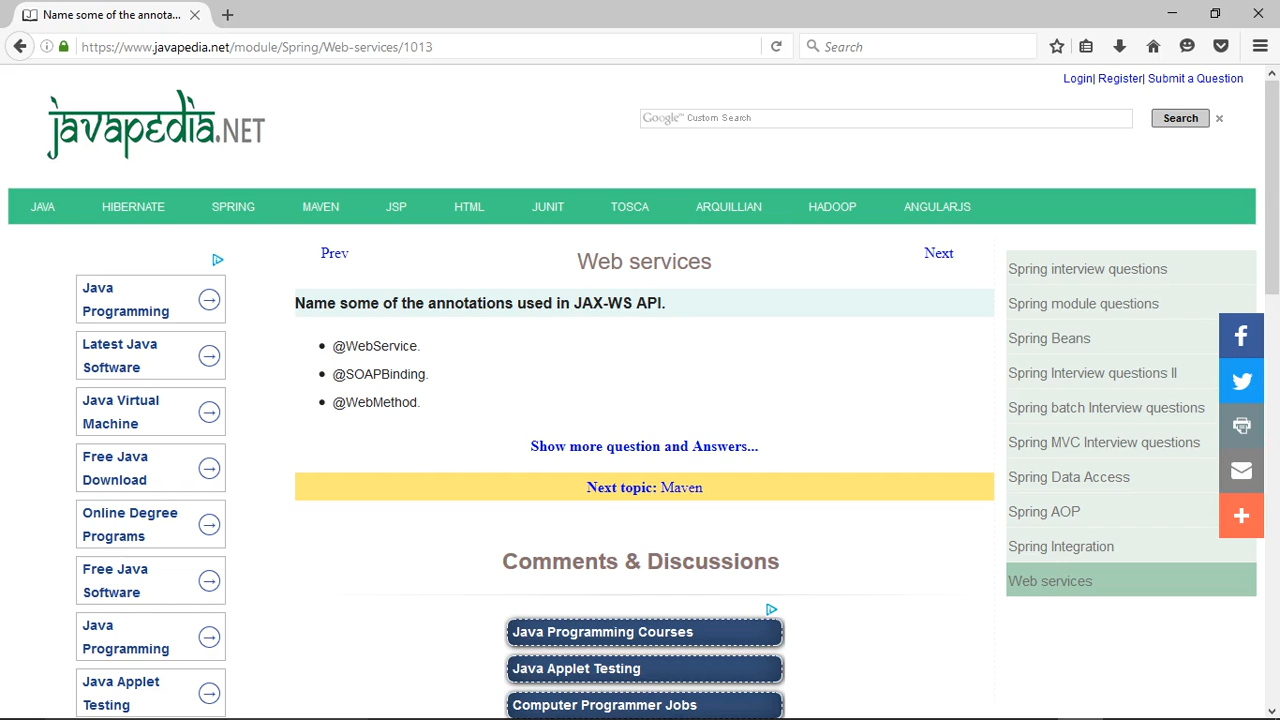 Name some of the annota...
https://www.javapedia.net/module/Spring/Web-services/1013
Search
Login| Register| Submit a Question
javapedia.NET
Google™ Custom Search
Search
JAVA HIBERNATE SPRING MAVEN JSP HTML JUNIT TOSCA ARQUILLIAN HADOOP ANGULARJS
Java
Programming
Latest Java
Software
Java Virtual
Machine
Free Java
Download
Online Degree
Programs
Free Java
Software
Java
Programming
Java Applet
Testing
Prev
Web services
Next
Name some of the annotations used in JAX-WS API.
• @WebService.
• @SOAPBinding.
• @WebMethod.
Show more question and Answers...
Next topic: Maven
Comments & Discussions
Java Programming Courses
Java Applet Testing
Computer Programmer Jobs
Spring interview questions
Spring module questions
Spring Beans
Spring Interview questions II
Spring batch Interview questions
Spring MVC Interview questions
Spring Data Access
Spring AOP
Spring Integration
Web services